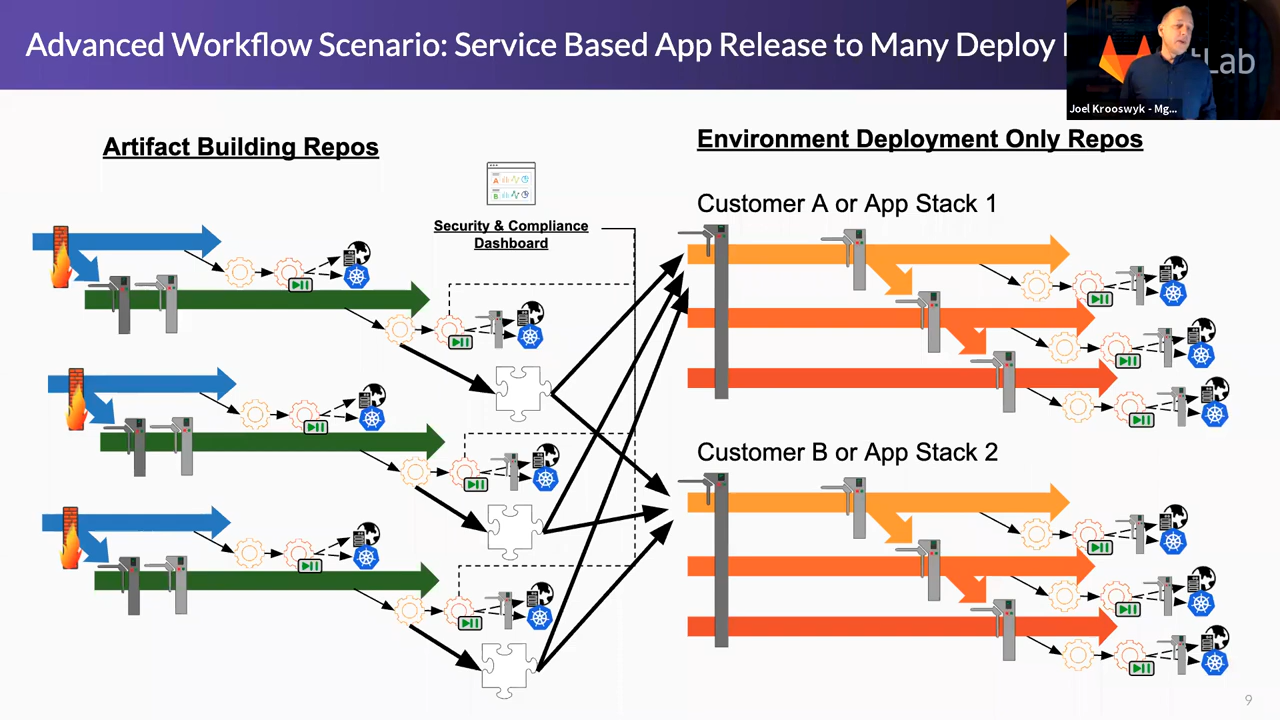 Advanced Workflow Scenario: Service Based App Release to Many Deploy
Lab
Joel Krooswyk - Mg...
Artifact Building Repos
Environment Deployment Only Repos
Security & Compliance
Dashboard
A
B
Customer A or App Stack 1
Customer B or App Stack 2
9